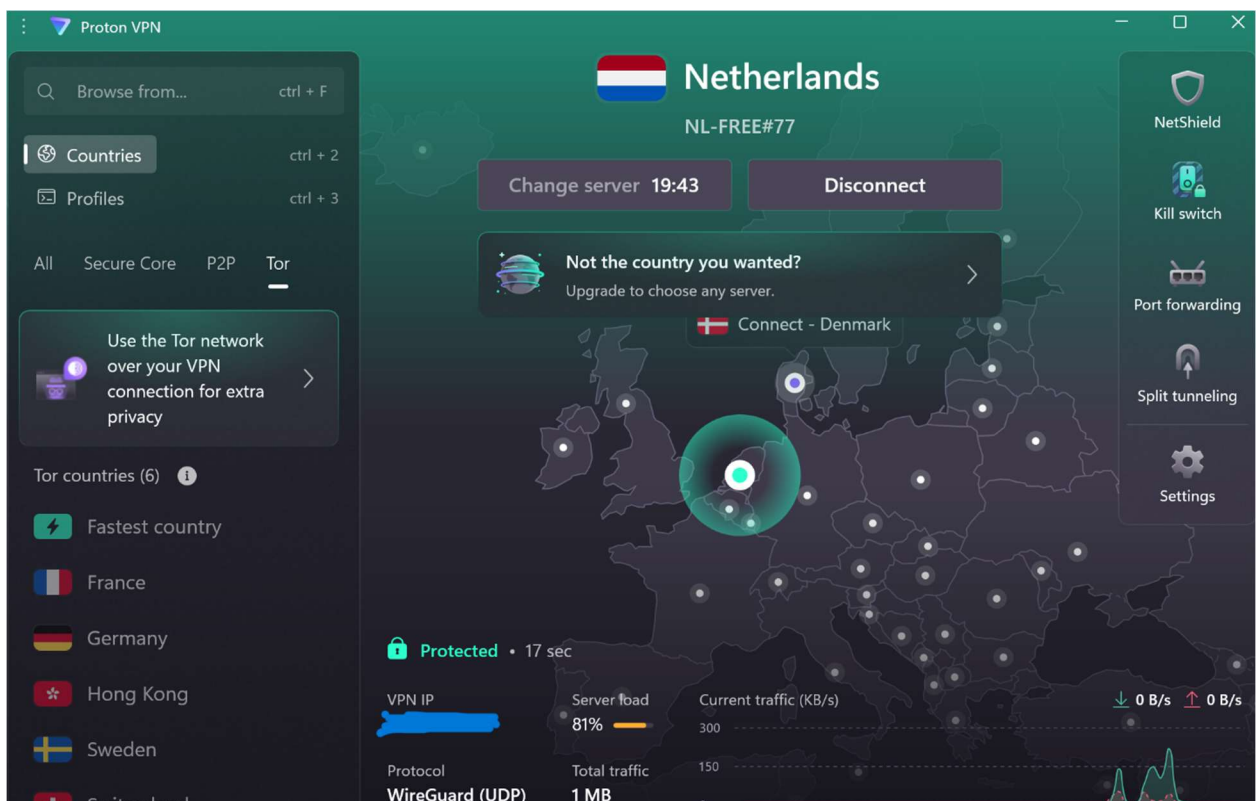 Proton VPN
Browse from... ctrl + F
Countries ctrl + 2
Profiles ctrl + 3
All Secure Core P2P Tor
Use the Tor network
over your VPN
connection for extra
privacy
Tor countries (6)
Fastest country
France
Germany
Hong Kong
Sweden
Netherlands
NL-FREE#77
Change server 19:43 Disconnect
Not the country you wanted?
Upgrade to choose any server.
Connect - Denmark
Protected • 17 sec
VPN IP
Server load
81%
Protocol
WireGuard (UDP)
Total traffic
1 MB
Current traffic (KB/s)
0 B/s 0 B/s
300
150
NetShield
Kill switch
Port forwarding
Split tunneling
Settings